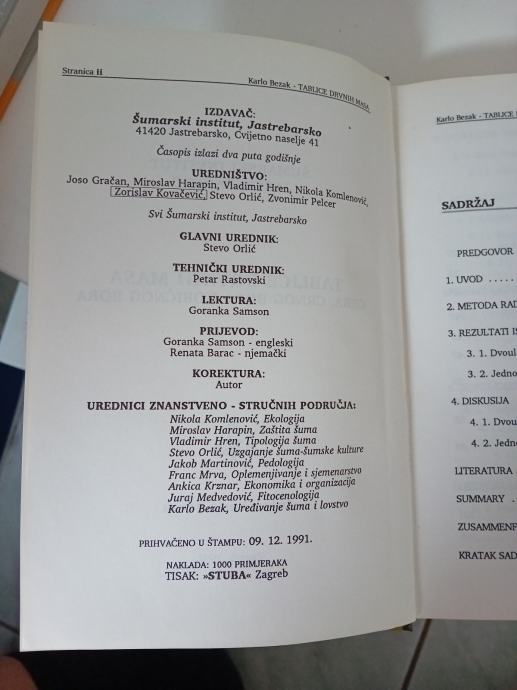 Stranica ii
Karlo Bezak - TABLICE DRVNIH MASA
IZDAVAČ:
Šumarski institut, Jastrebarsko
41420 Jastrebarsko, Cvijetno naselje 41
Časopis izlazi dva puta godišnje
UREDNIŠTVO:
Joso Gračan, Miroslav Harapin, Vladimir Hren, Nikola Komlenović,
Zorislav Kovačević, Stevo Orlić, Zvonimir Pelcer
Svi Šumarski institut, Jastrebarsko
GLAVNI UREDNIK:
Stevo Orlić
TEHNIČKI UREDNIK:
Petar Rastovski
LEKTURA:
Goranka Samson
PRIJEVOD:
Goranka Samson - engleski
Renata Barac - njemački
KOREKTURA:
Autor
UREDNICI ZNANSTVENO - STRUČNIH PODRUČJA:
Nikola Komlenović, Ekologija
Miroslav Harapin, Zaštita šuma
Vladimir Hren, Tipologija šuma
Stevo Orlić, Uzgajanje šuma-šumske kulture
Jakob Martinović, Pedologija
Franc Mrva, Oplemenjivanje i sjemenarstvo
Ankica Krznar, Ekonomika i organizacija
Juraj Medvedović, Fitocenologija
Karlo Bezak, Uređivanje šuma i lovstvo
PRIHVAČENO U ŠTAMPU: 09. 12. 1991.
NAKLADA: 1000 PRIMJERAKA
TISAK: »STUBA« Zagreb
Karlo Bezak - TABLICE
SADRŽAJ
PREDGOVOR
1. UVOD .....
2. METODA RAD
3. REZULTATI IS
3. 1. Dvoul
3. 2. Jedno
4. DISKUSIJA
4. 1. Dvou
4. 2. Jedno
LITERATURA
SUMMARY .
ZUSAMMENF
KRATAK SAD